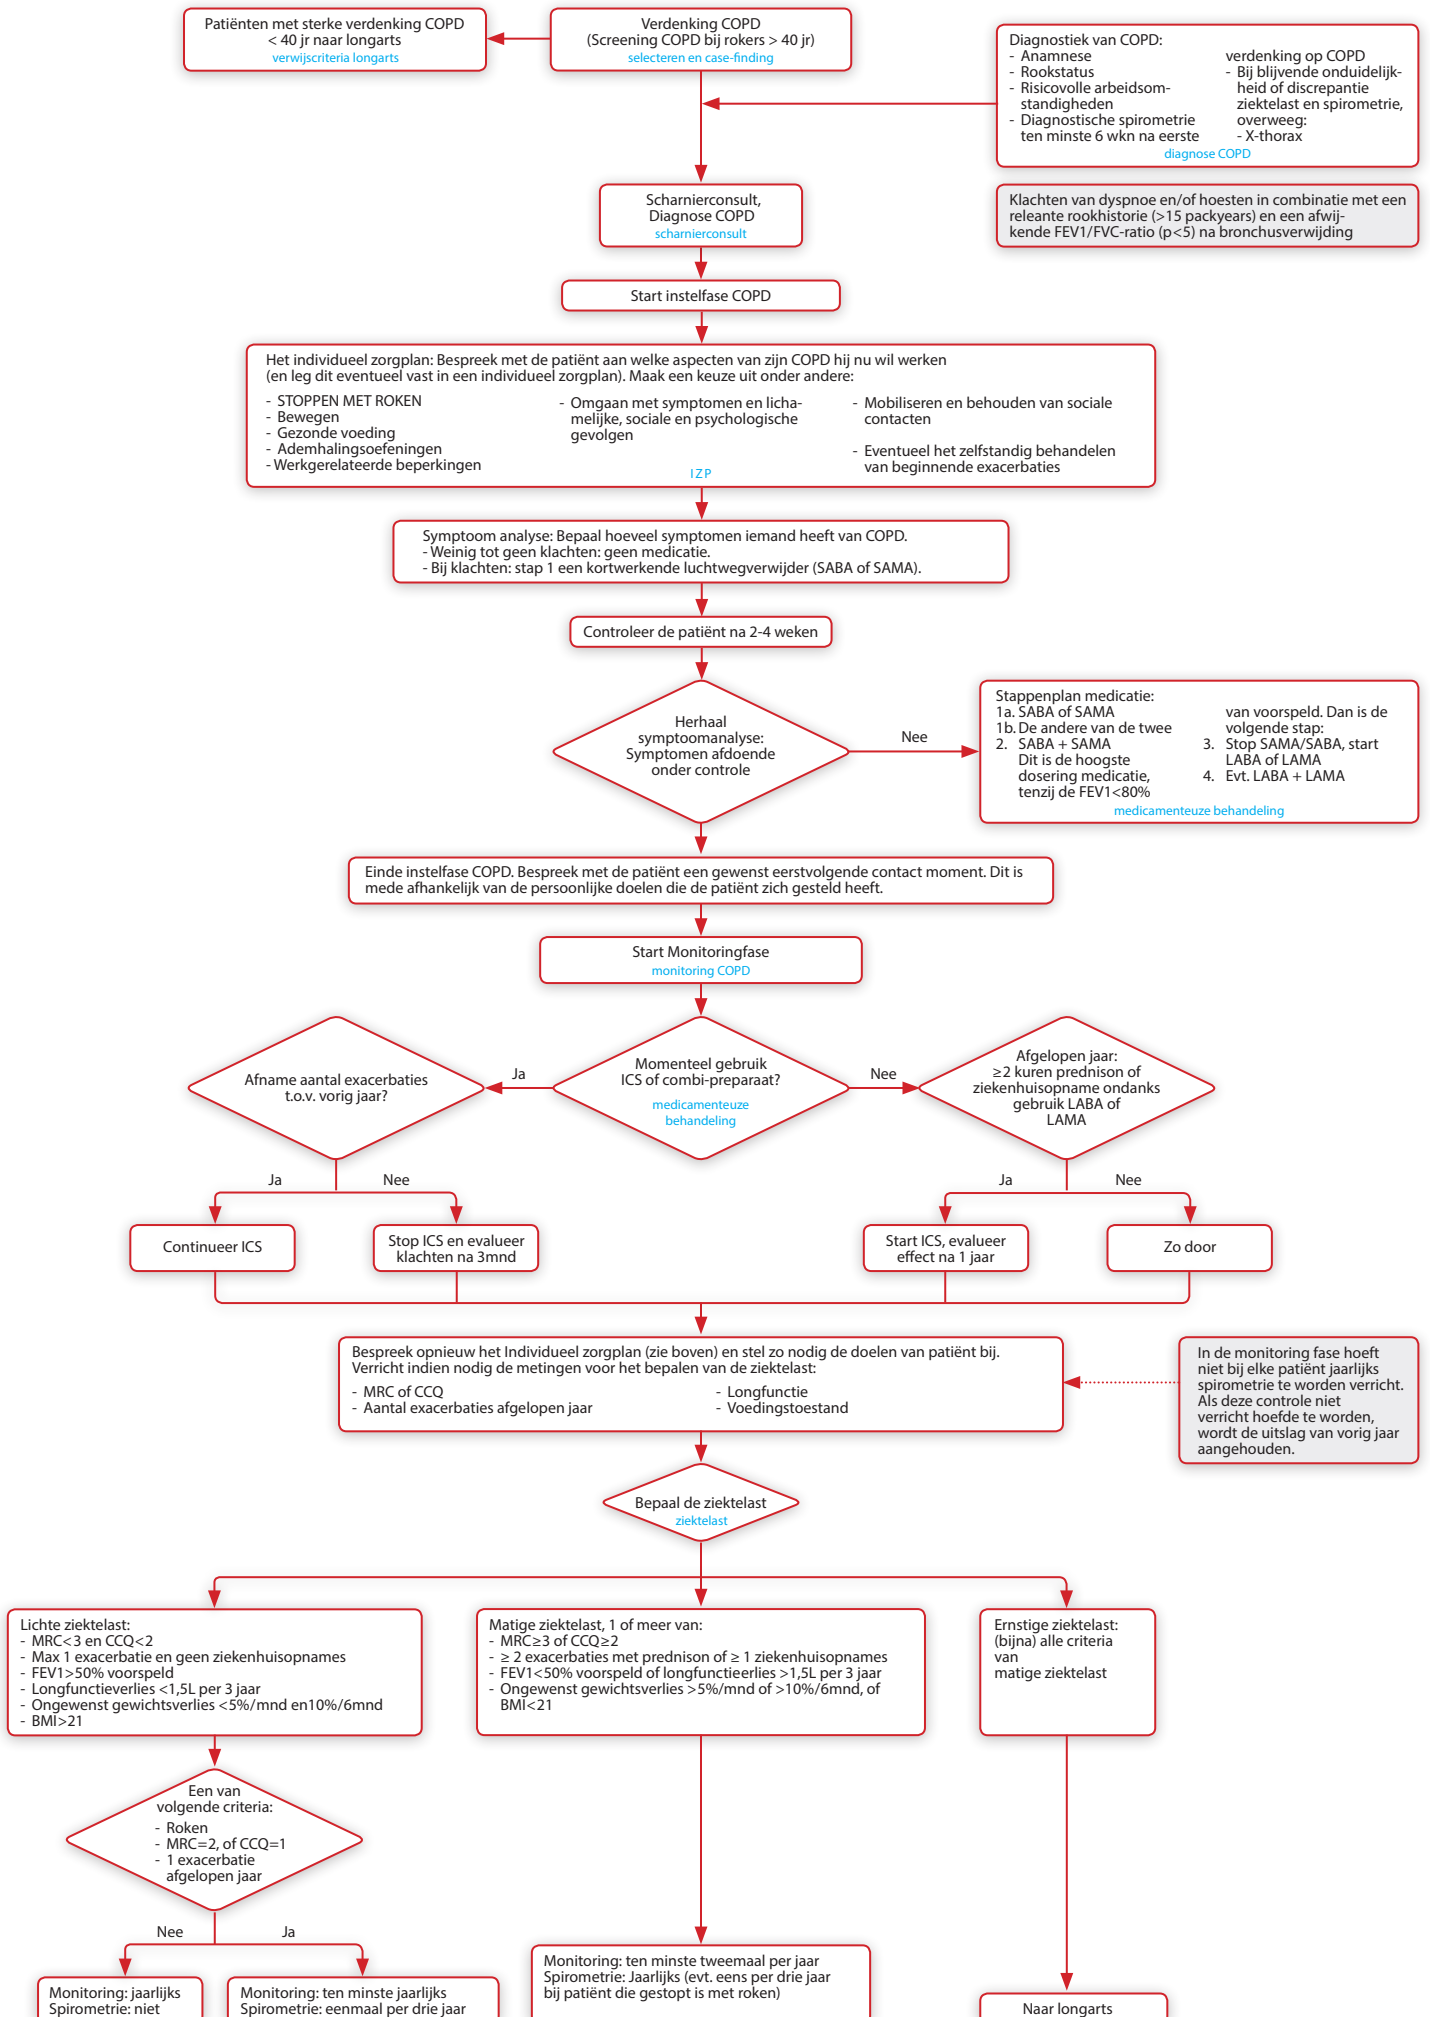 Patiënten met sterke verdenking COPD
< 40 jr naar longarts
verwijscriteria longarts
Verdenking COPD
(Screening COPD bij rokers > 40 jr)
selecteren en case-finding
Diagnostiek van COPD:
- Anamnese
- Rookstatus
- Risicovolle arbeidsom-
standigheden
- Diagnostische spirometrie
ten minste 6 wkn na eerste
verdenking op COPD
- Bij blijvende onduidelijk-
heid of discrepantie
ziektelast en spirometrie,
overweeg:
- X-thorax
diagnose COPD
Scharnierconsult,
Diagnose COPD
scharnierconsult
Klachten van dyspnoe en/of hoesten in combinatie met een
releante rookhistorie (>15 packyears) en een afwij-
kende FEV1/FVC-ratio (p<5) na bronchusverwijding
Start instelfase COPD
Het individueel zorgplan: Bespreek met de patiënt aan welke aspecten van zijn COPD hij nu wil werken
(en leg dit eventueel vast in een individueel zorgplan). Maak een keuze uit onder andere:
- STOPPEN MET ROKEN
- Bewegen
- Gezonde voeding
- Ademhalingsoefeningen
- Werkgerelateerde beperkingen
- Omgaan met symptomen en licha-
melijke, sociale en psychologische
gevolgen
- Mobiliseren en behouden van sociale
contacten
- Eventueel het zelfstandig behandelen
van beginnende exacerbaties
IZP
Symptoom analyse: Bepaal hoeveel symptomen iemand heeft van COPD.
- Weinig tot geen klachten: geen medicatie.
- Bij klachten: stap 1 een kortwerkende luchtwegverwijder (SABA of SAMA).
Controleer de patiënt na 2-4 weken
Herhaal
symptoomanalyse:
Symptomen afdoende
onder controle
Nee
Stappenplan medicatie:
1a. SABA of SAMA
1b. De andere van de twee
2. SABA + SAMA
Dit is de hoogste
dosering medicatie,
tenzij de FEV1<80%
van voorspeld. Dan is de
volgende stap:
3. Stop SAMA/SABA, start
LABA of LAMA
4. Evt. LABA + LAMA
medicamenteuze behandeling
Einde instelfase COPD. Bespreek met de patiënt een gewenst eerstvolgende contact moment. Dit is
mede afhankelijk van de persoonlijke doelen die de patiënt zich gesteld heeft.
Start Monitoringfase
monitoring COPD
Afname aantal exacerbaties
t.o.v. vorig jaar?
Ja
Momenteel gebruik
ICS of combi-preparaat?
medicamenteuze
behandeling
Nee
Afgelopen jaar:
≥2 kuren prednison of
ziekenhuisopname ondanks
gebruik LABA of
LAMA
Ja
Nee
Ja
Nee
Continueer ICS
Stop ICS en evalueer
klachten na 3mnd
Start ICS, evalueer
effect na 1 jaar
Zo door
Bespreek opnieuw het Individueel zorgplan (zie boven) en stel zo nodig de doelen van patiënt bij.
Verricht indien nodig de metingen voor het bepalen van de ziektelast:
- MRC of CCQ
- Aantal exacerbaties afgelopen jaar
- Longfunctie
- Voedingstoestand
In de monitoring fase hoeft
niet bij elke patiënt jaarlijks
spirometrie te worden verricht.
Als deze controle niet
verricht hoefde te worden,
wordt de uitslag van vorig jaar
aangehouden.
Bepaal de ziektelast
ziektelast
Lichte ziektelast:
- MRC<3 en CCQ<2
- Max 1 exacerbatie en geen ziekenhuisopnames
- FEV1>50% voorspeld
- Longfunctieverlies <1,5L per 3 jaar
- Ongewenst gewichtsverlies <5%/mnd en10%/6mnd
- BMI>21
Matige ziektelast, 1 of meer van:
- MRC≥3 of CCQ≥2
- ≥ 2 exacerbaties met prednison of ≥ 1 ziekenhuisopnames
- FEV1<50% voorspeld of longfunctieerlies >1,5L per 3 jaar
- Ongewenst gewichtsverlies >5%/mnd of >10%/6mnd, of
BMI<21
Ernstige ziektelast:
(bijna) alle criteria
van
matige ziektelast
Een van
volgende criteria:
- Roken
- MRC=2, of CCQ=1
- 1 exacerbatie
afgelopen jaar
Nee
Ja
Monitoring: jaarlijks
Spirometrie: niet
Monitoring: ten minste jaarlijks
Spirometrie: eenmaal per drie jaar
Monitoring: ten minste tweemaal per jaar
Spirometrie: Jaarlijks (evt. eens per drie jaar
bij patiënt die gestopt is met roken)
Naar longarts